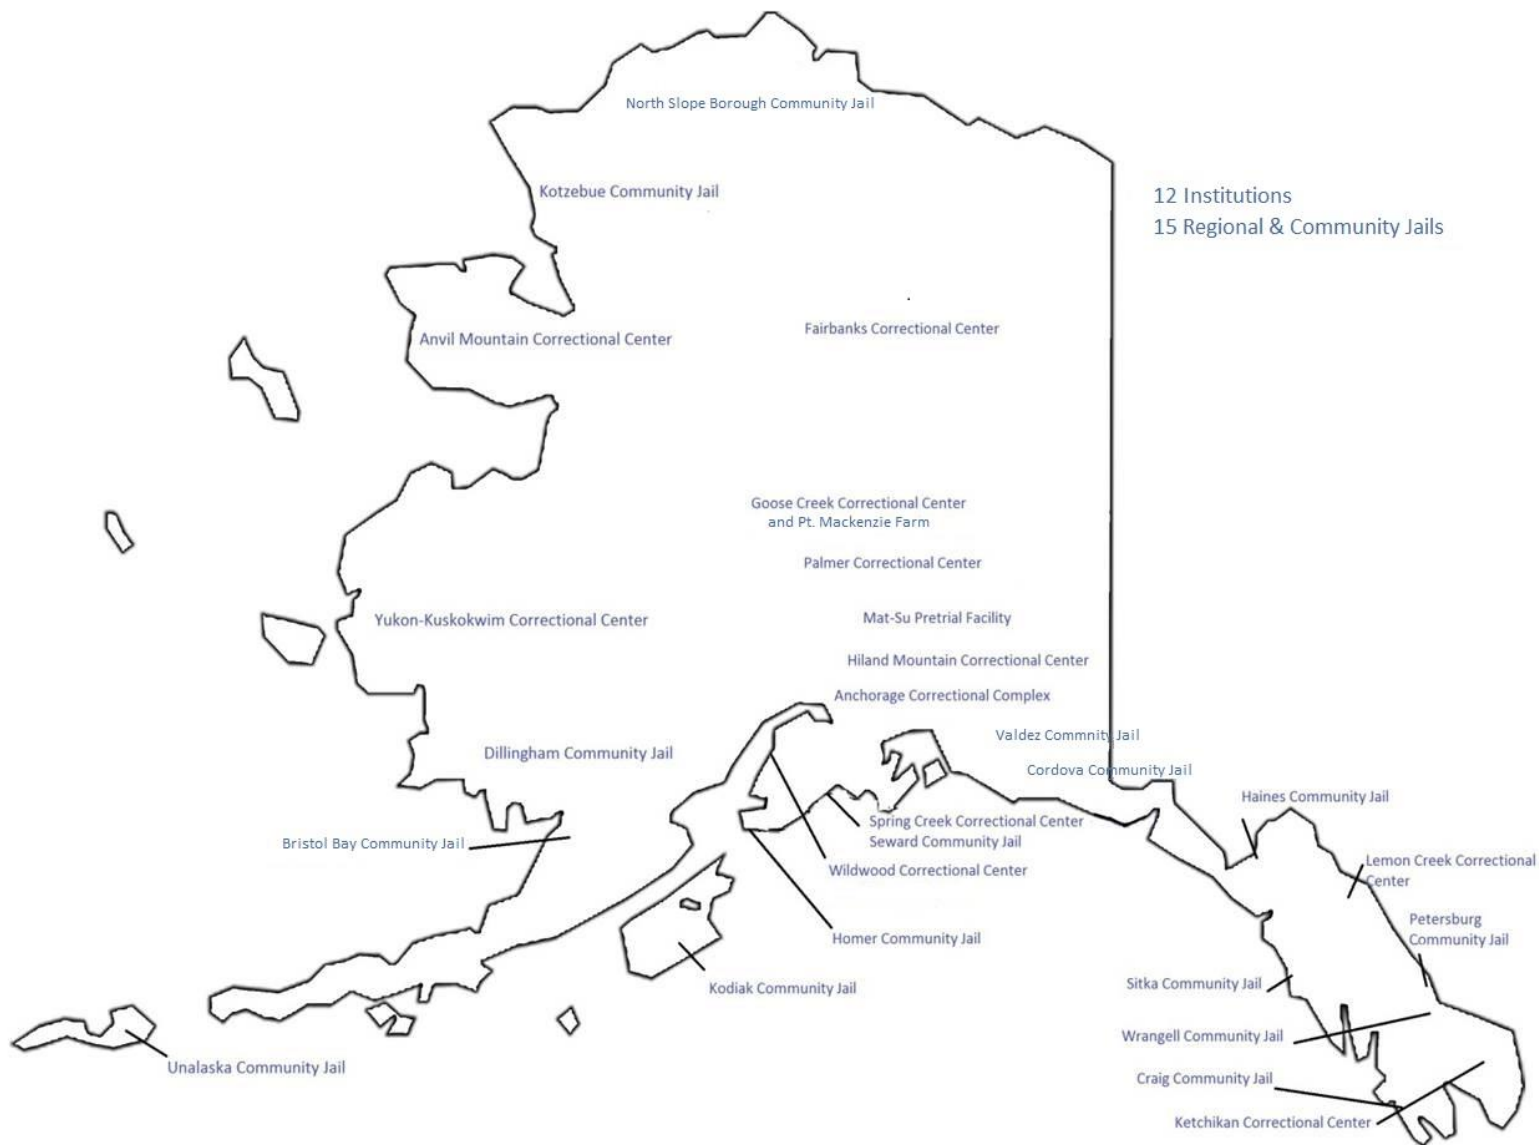 North Slope Borough Community Jail
Kotzebue Community Jail
12 Institutions
15 Regional & Community Jails
Anvil Mountain Correctional Center
Fairbanks Correctional Center
Goose Creek Correctional Center
and Pt. Mackenzie Farm
Palmer Correctional Center
Yukon-Kuskokwim Correctional Center
Mat-Su Pretrial Facility
Hiland Mountain Correctional Center
Anchorage Correctional Complex
Valdez Commnity Jail
Dillingham Community Jail
Cordova Community Jail
Haines Community Jail
Spring Creek Correctional Center
Seward Community Jail
Bristol Bay Community Jail
Wildwood Correctional Center
Lemon Creek Correctional
Center
Petersburg
Community Jail
Homer Community Jail
Kodiak Community Jail
Sitka Community Jail
Wrangell Community Jail
Unalaska Community Jail
Craig Community Jail
Ketchikan Correctional Center